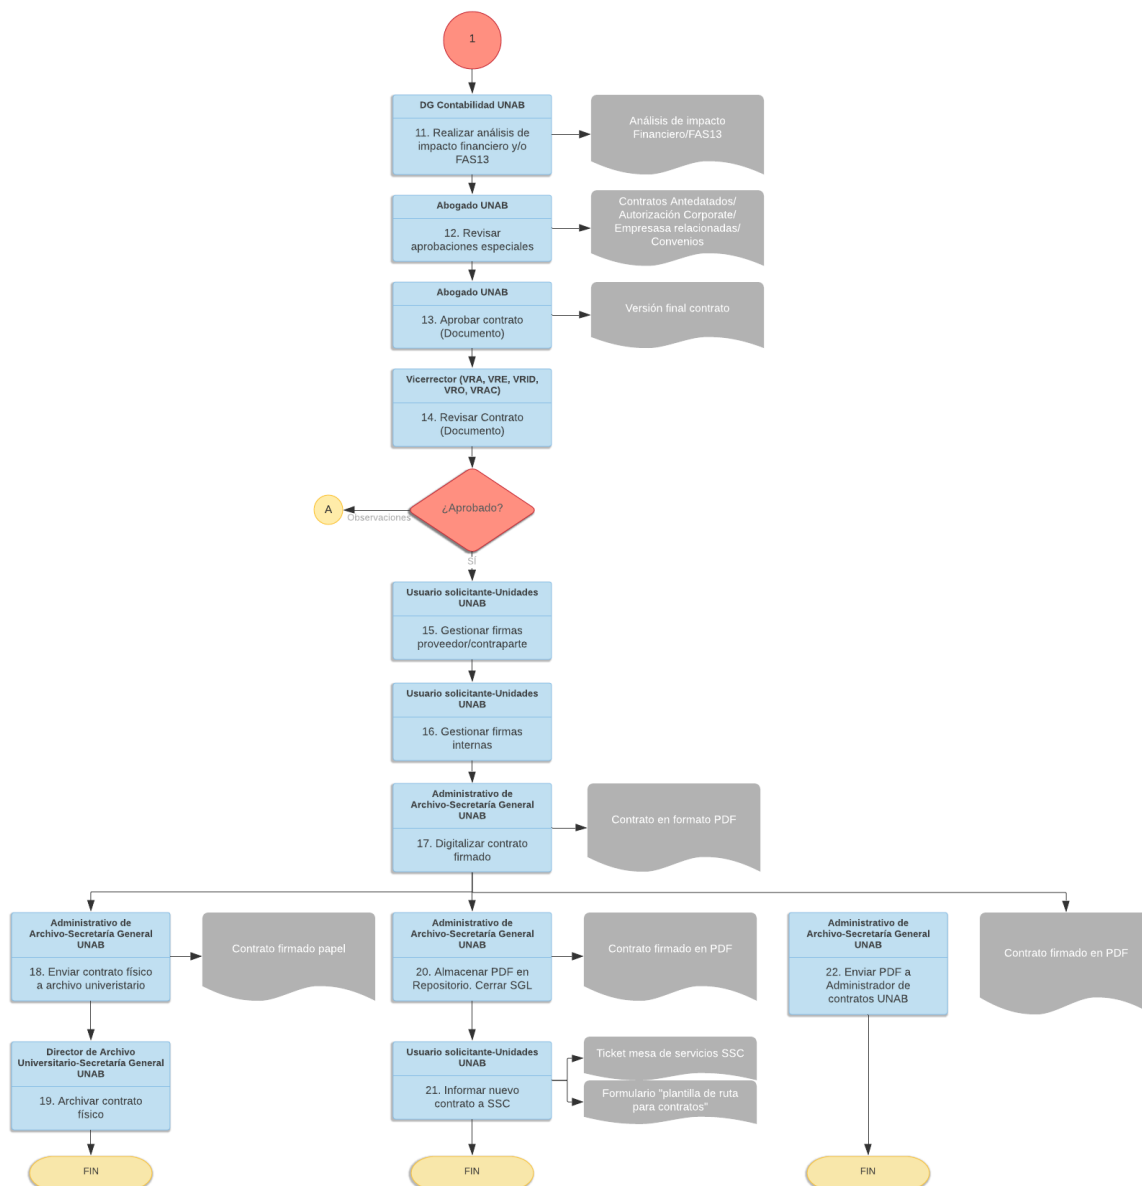 1
DG Contabilidad UNAB
11. Realizar análisis de
impacto financiero y/o
FAS13
Análisis de impacto
Financiero/FAS13
Abogado UNAB
12. Revisar
aprobaciones especiales
Contratos Antedatados/
Autorización Corporate/
Empresasa relacionadas/
Convenios
Abogado UNAB
13. Aprobar contrato
(Documento)
Versión final contrato
Vicerrector (VRA, VRE, VRID,
VRO, VRAC)
14. Revisar Contrato
(Documento)
¿Aprobado?
A
Observaciones
SÍ
Usuario solicitante-Unidades
UNAB
15. Gestionar firmas
proveedor/contraparte
Usuario solicitante-Unidades
UNAB
16. Gestionar firmas
internas
Administrativo de
Archivo-Secretaría General
UNAB
17. Digitalizar contrato
firmado
Contrato en formato PDF
Administrativo de
Archivo-Secretaría General
UNAB
18. Enviar contrato físico
a archivo univeristario
Contrato firmado papel
Administrativo de
Archivo-Secretaría General
UNAB
20. Almacenar PDF en
Repositorio. Cerrar SGL
Contrato firmado en PDF
Administrativo de
Archivo-Secretaría General
UNAB
22. Enviar PDF a
Administrador de
contratos UNAB
Contrato firmado en PDF
Director de Archivo
Universitario-Secretaría General
UNAB
19. Archivar contrato
físico
Usuario solicitante-Unidades
UNAB
21. Informar nuevo
contrato a SSC
Ticket mesa de servicios SSC
Formulario "plantilla de ruta
para contratos"
FIN
FIN
FIN